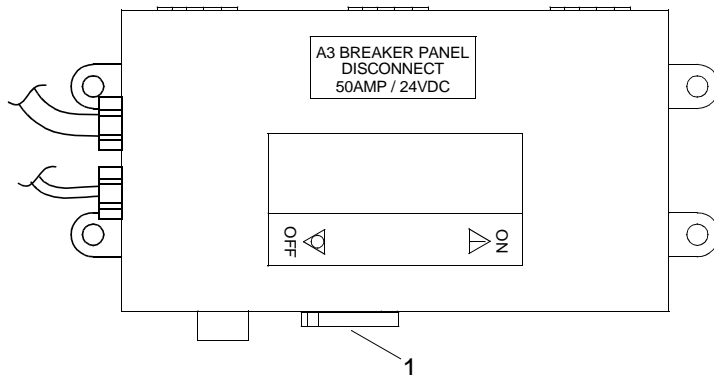 A3 BREAKER PANEL
DISCONNECT
50AMP / 24VDC
OFF
ON
1